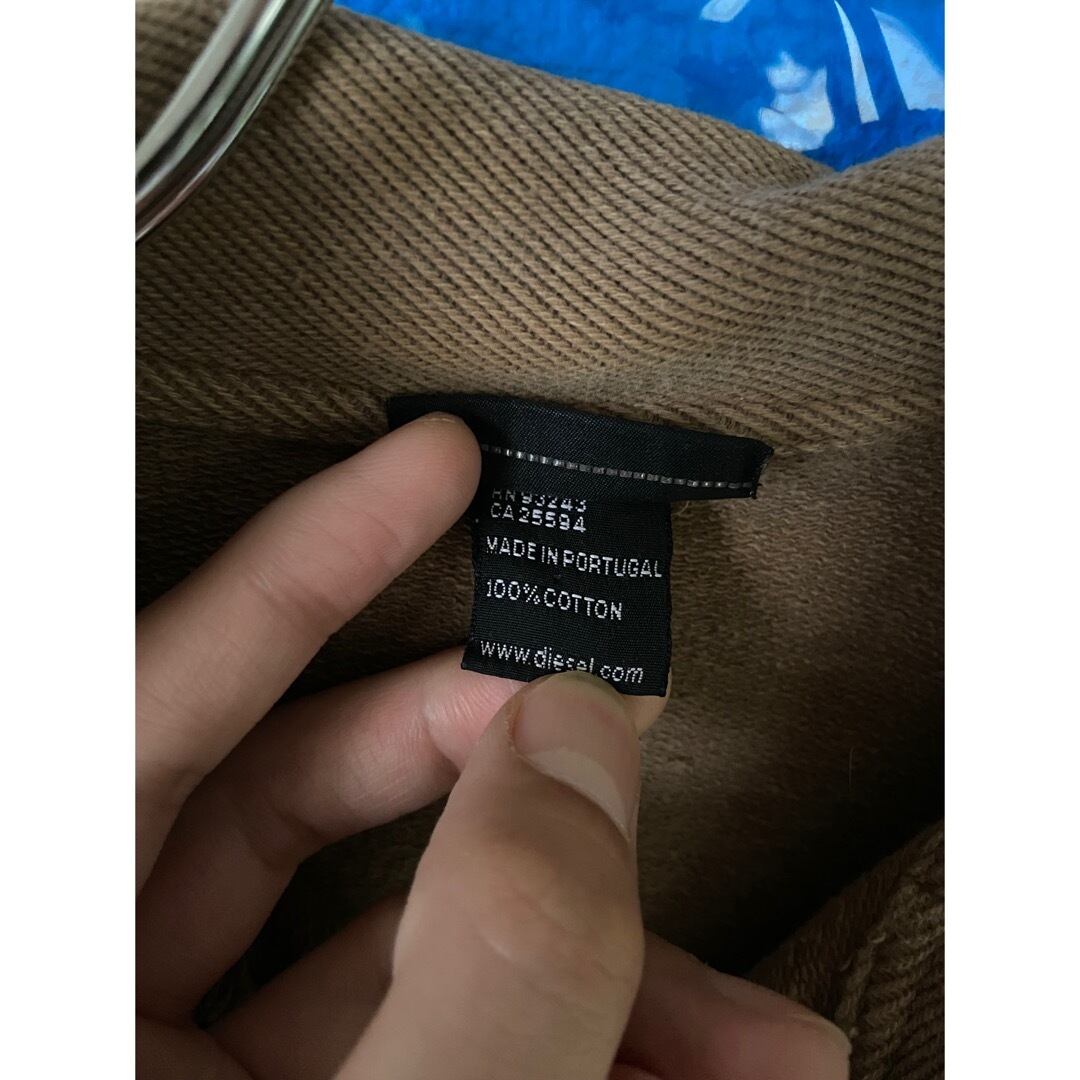 RN 93243
CA 25594
MADE IN PORTUGAL
100% COTTON
www.diesel.com